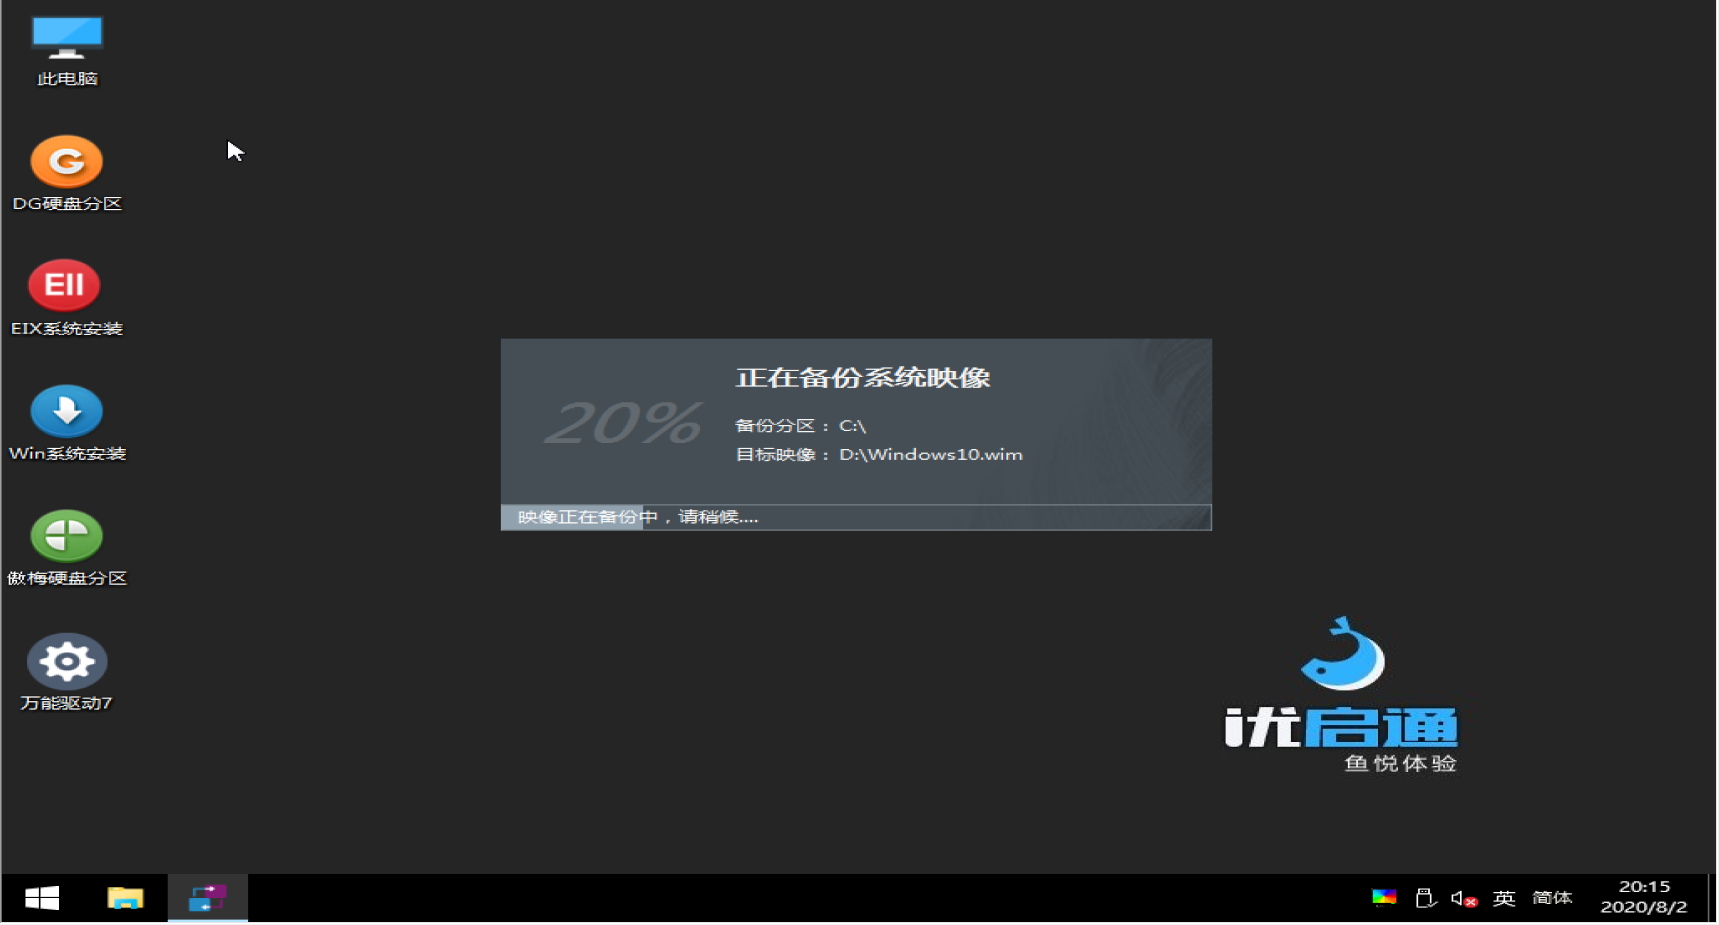 此电脑
DG硬盘分区
EIX系统安装
Win系统安装
傲梅硬盘分区
万能驱动7
EII
正在备份系统映像
20%
备份分区： C:\
目标映像： D:\Windows10.wim
映像正在备份中，请稍候....
优启通
鱼悦体验
英
简体
20:15
2020/8/2